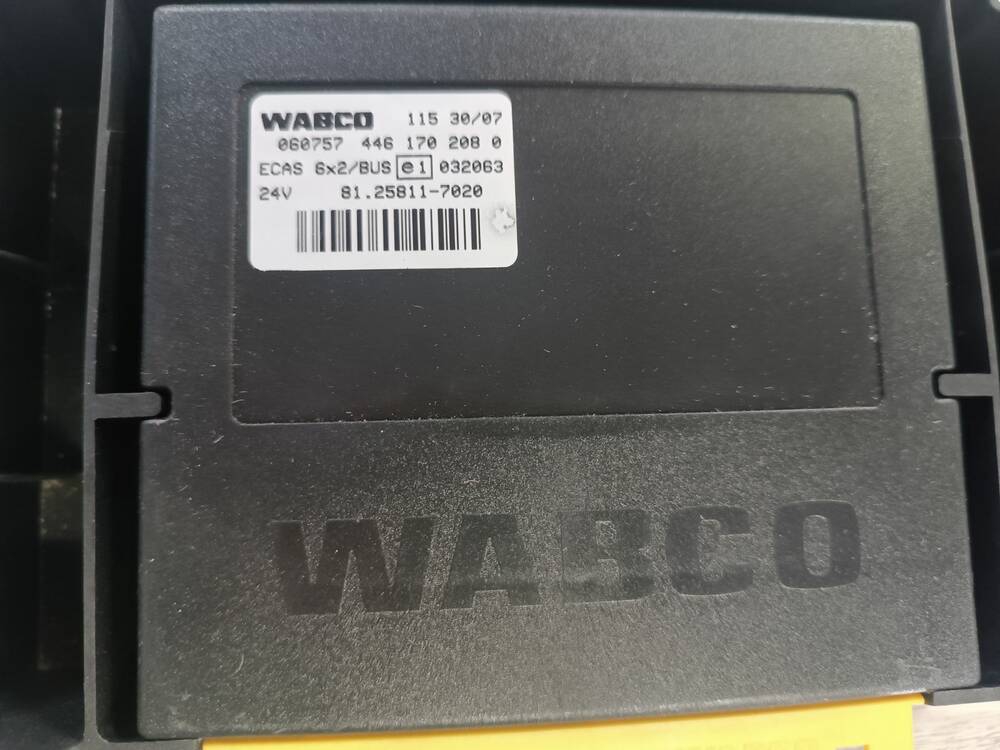 WABCO 115 30/07
060757 446 170 208 0
ECAS 6x2/BUS e1 032063
24V 81.25811-7020
WABCO